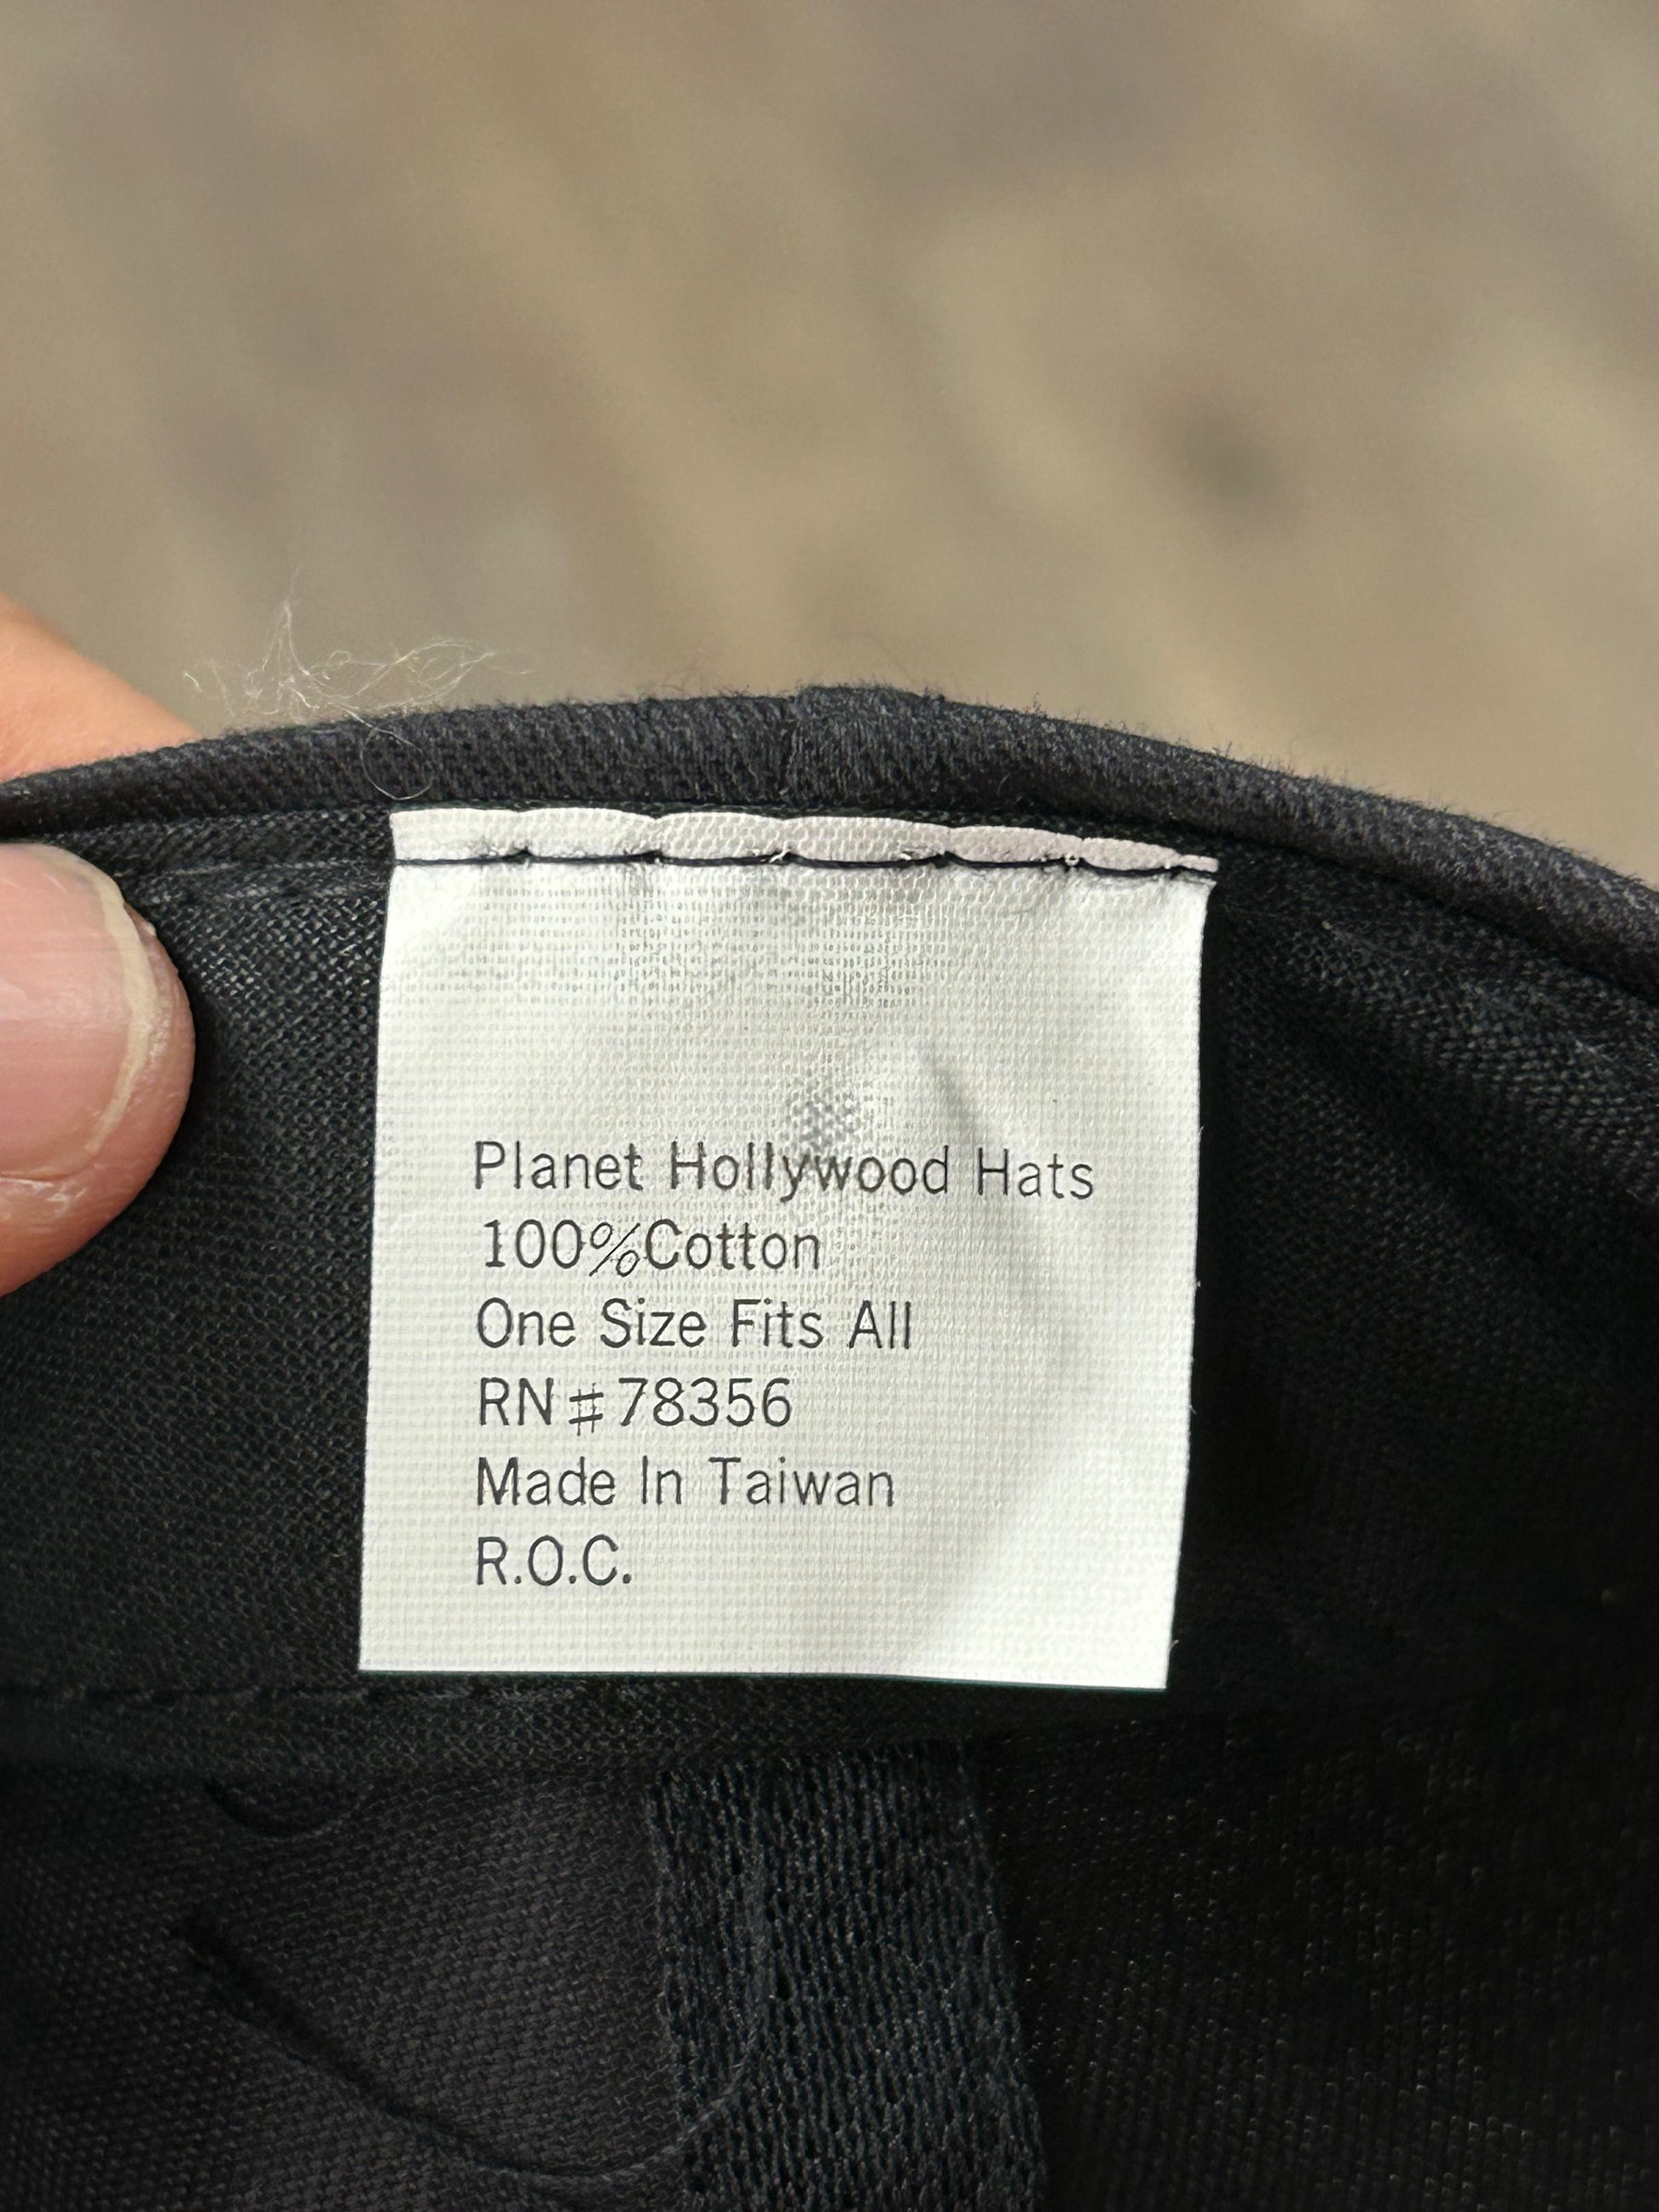 Planet Hollywood Hats
100%Cotton
One Size Fits All
RN#78356
Made In Taiwan
R.O.C.